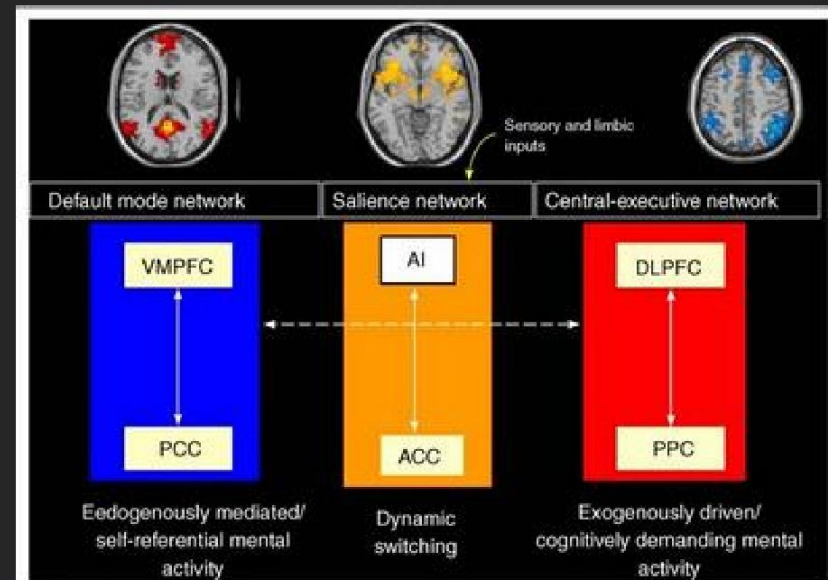 Sensory and limbic
inputs
Default mode network
Salience network
Central-executive network
VMPFC
AI
DLPFC
PCC
ACC
PPC
Eedogenously mediated/
self-referential mental
activity
Dynamic
switching
Exogenously driven/
cognitively demanding mental
activity